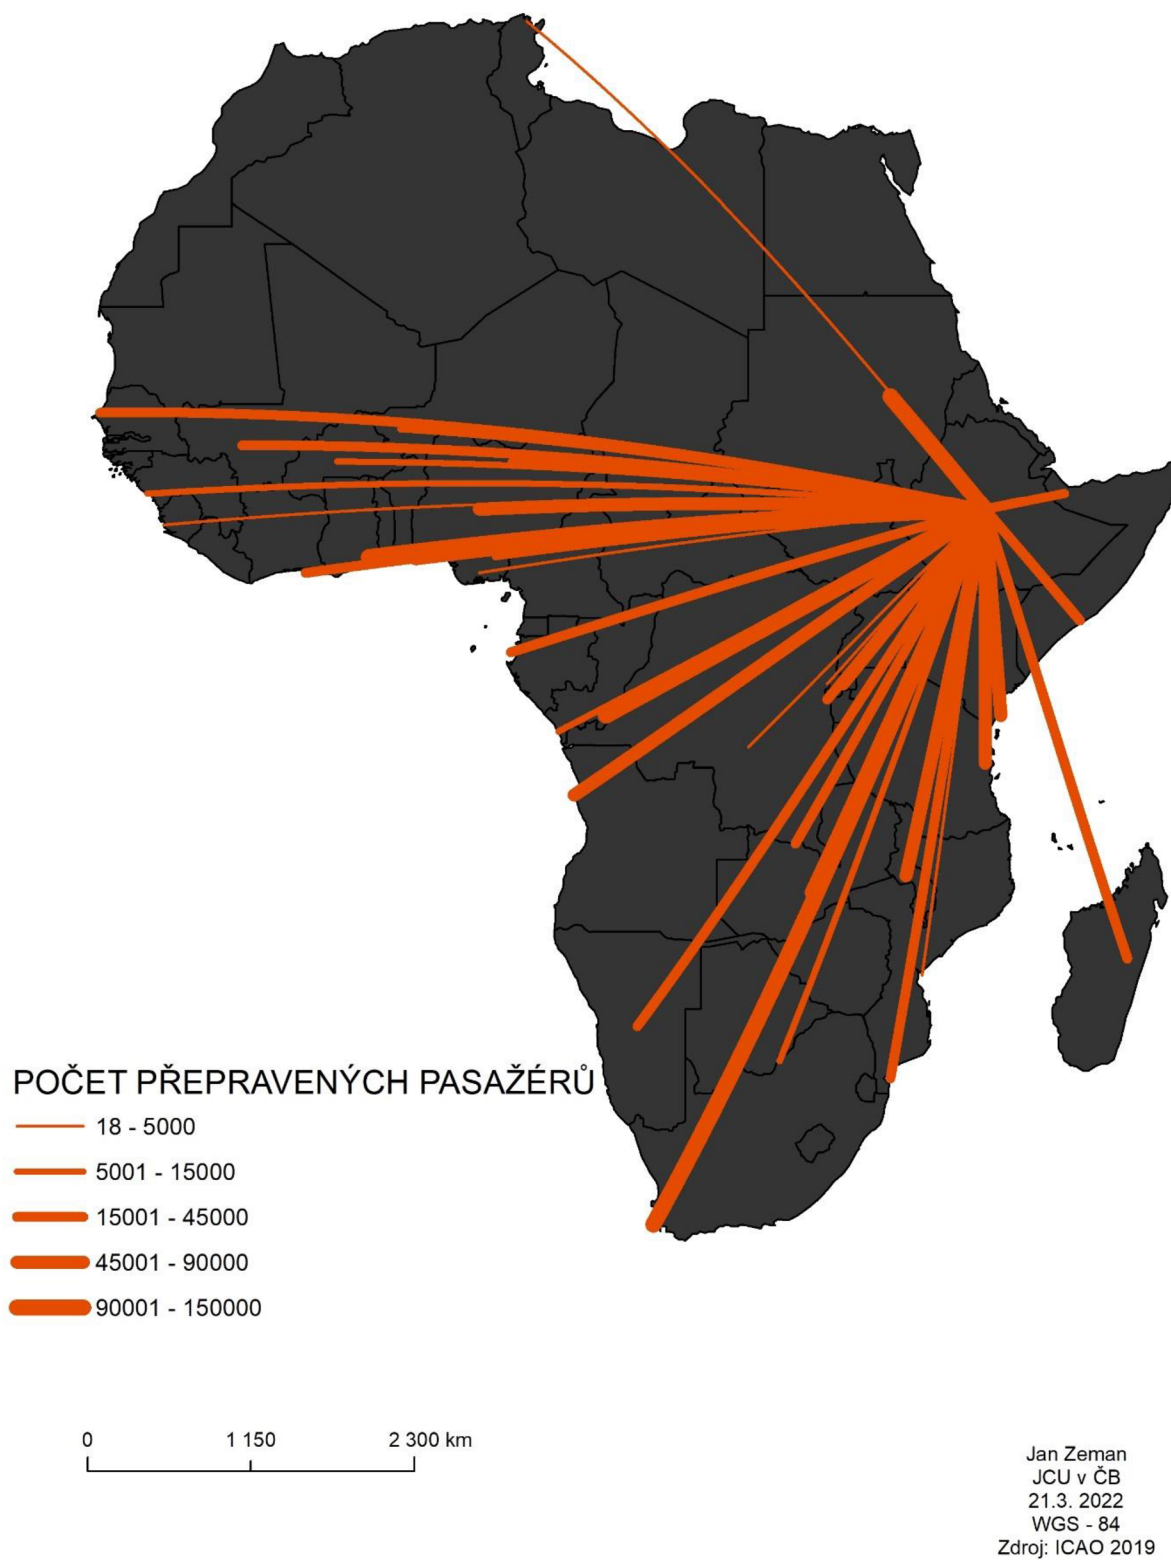 POČET PŘEPRAVENÝCH PASAŽÉRŮ
18 - 5000
5001 - 15000
15001 - 45000
45001 - 90000
90001 - 150000
0 1 150 2 300 km
Jan Zeman
JCU v ČB
21.3. 2022
WGS - 84
Zdroj: ICAO 2019